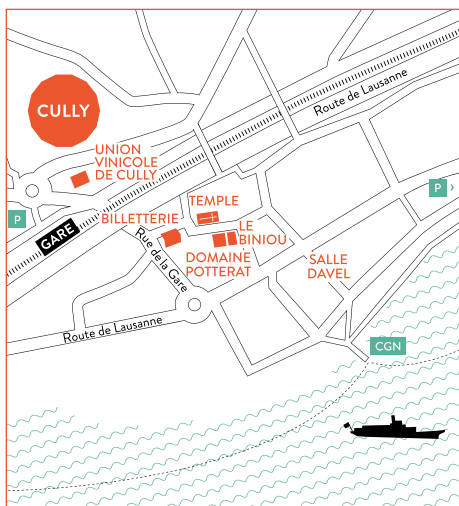 CULLY
Route de Lausanne
UNION
VINICOLE
DE CULLY
P ›
TEMPLE
P
BILLETTERIE
GARE
LE
BINIOU
Rue de la Gare
DOMAINE
POTTERAT
SALLE
DAVEL
Route de Lausanne
CGN